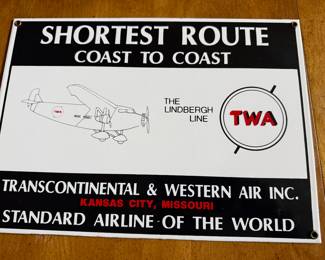 SHORTEST ROUTE
COAST TO COAST
THE
LINDBERGH
LINE
TWA
TRANSCONTINENTAL & WESTERN AIR INC.
KANSAS CITY, MISSOURI
STANDARD AIRLINE OF THE WORLD